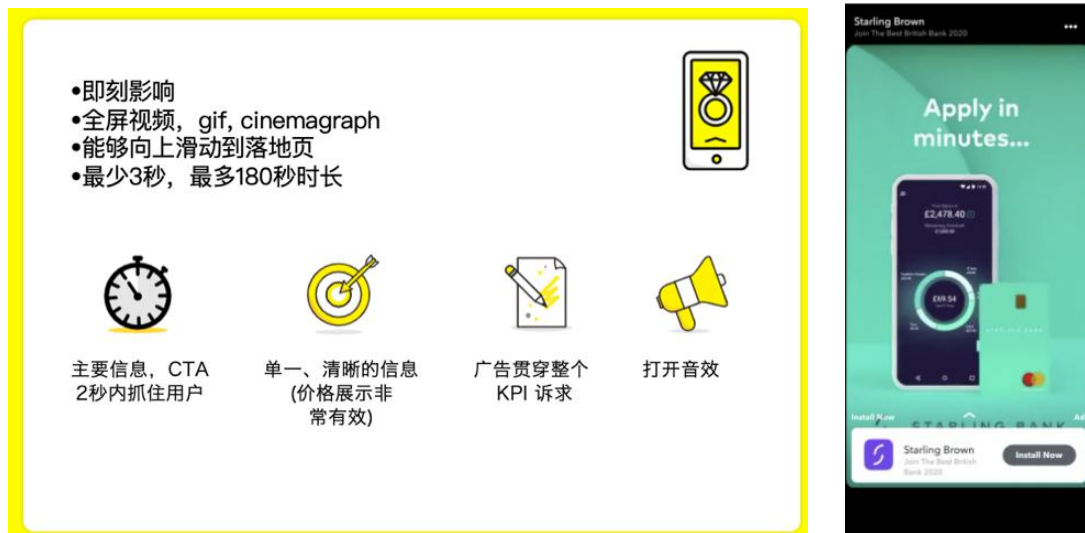 •即刻影响
•全屏视频，gif, cinemagraph
•能够向上滑动到落地页
•最少3秒，最多180秒时长
主要信息，CTA
2秒内抓住用户
单一、清晰的信息
(价格展示非
常有效)
广告贯穿整个
KPI 诉求
打开音效
Starling Brown
Join The Best British Bank 2020
Apply in
minutes...
£2,478.40
£69.54
STARLING BANK
Install Now
Ad
STARLING BANK
Starling Brown
Join The Best British
Bank 2020
Install Now